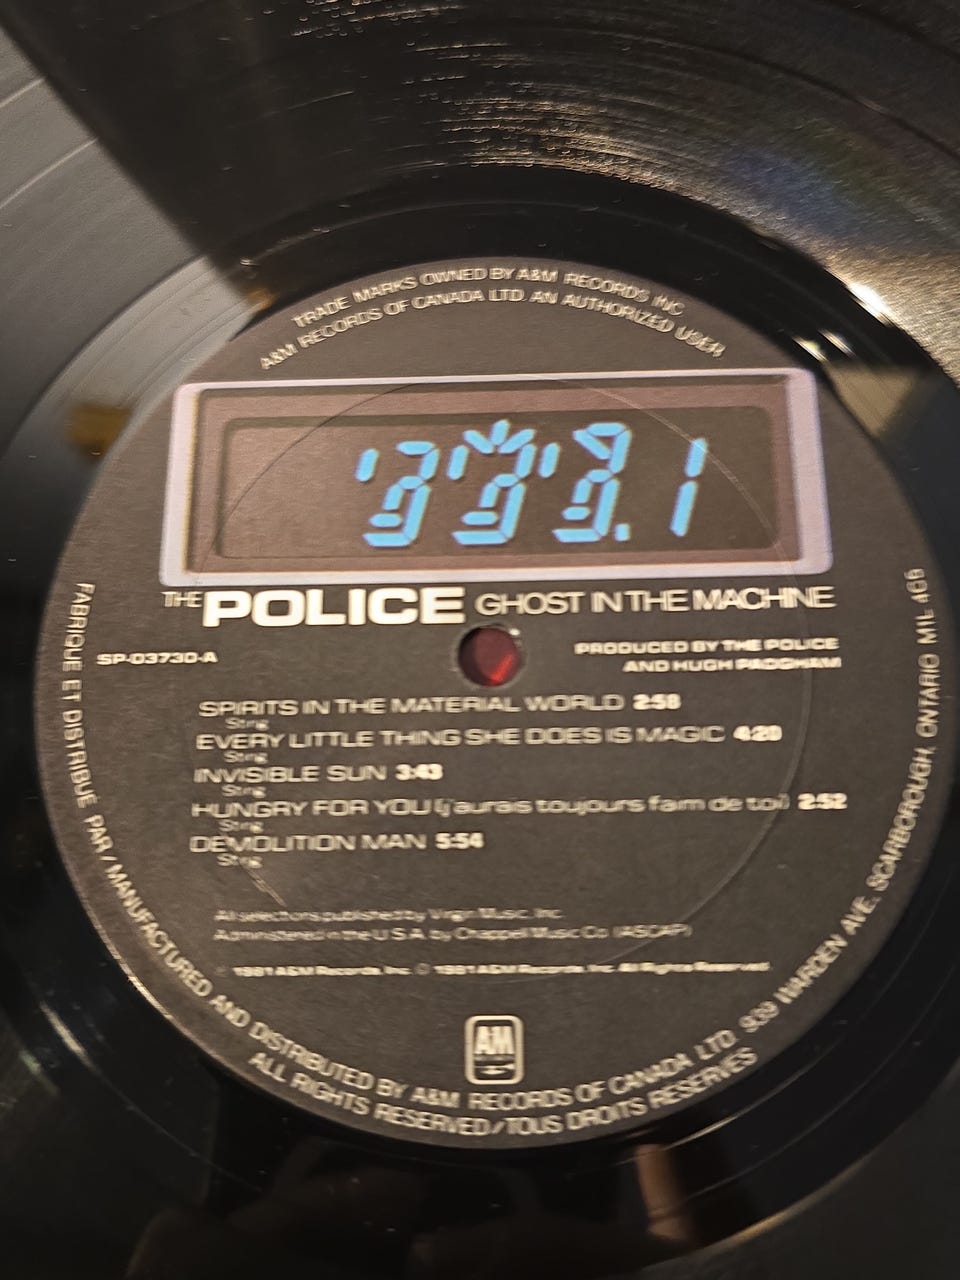 TRADE MARKS OWNED BY A&M RECORDS INC
A&M RECORDS OF CANADA LTD AN AUTHORIZED USER
THE POLICE GHOST IN THE MACHINE
SP-03730-A
PRODUCED BY THE POLICE
AND HUGH PADGHAM
SPIRITS IN THE MATERIAL WORLD 2:58
Sting
EVERY LITTLE THING SHE DOES IS MAGIC 4:20
Sting
INVISIBLE SUN 3:43
Sting
HUNGRY FOR YOU (j'aurais toujours faim de toi) 2:52
Sting
DEMOLITION MAN 5:54
Sting
All selections published by Virgin Music, Inc.
Administered in the U.S.A. by Chappell Music Co. (ASCAP)
1981 A&M Records, Inc. 1981 A&M Records, Inc. All Rights Reserved.
A&M
FABRIQUÉ ET DISTRIBUÉ PAR/MANUFACTURED AND DISTRIBUTED BY A&M RECORDS OF CANADA LTD 939 WARDEN AVE. SCARBOROUGH, ONTARIO M1L 4C5
ALL RIGHTS RESERVED/TOUS DROITS RESERVÉS